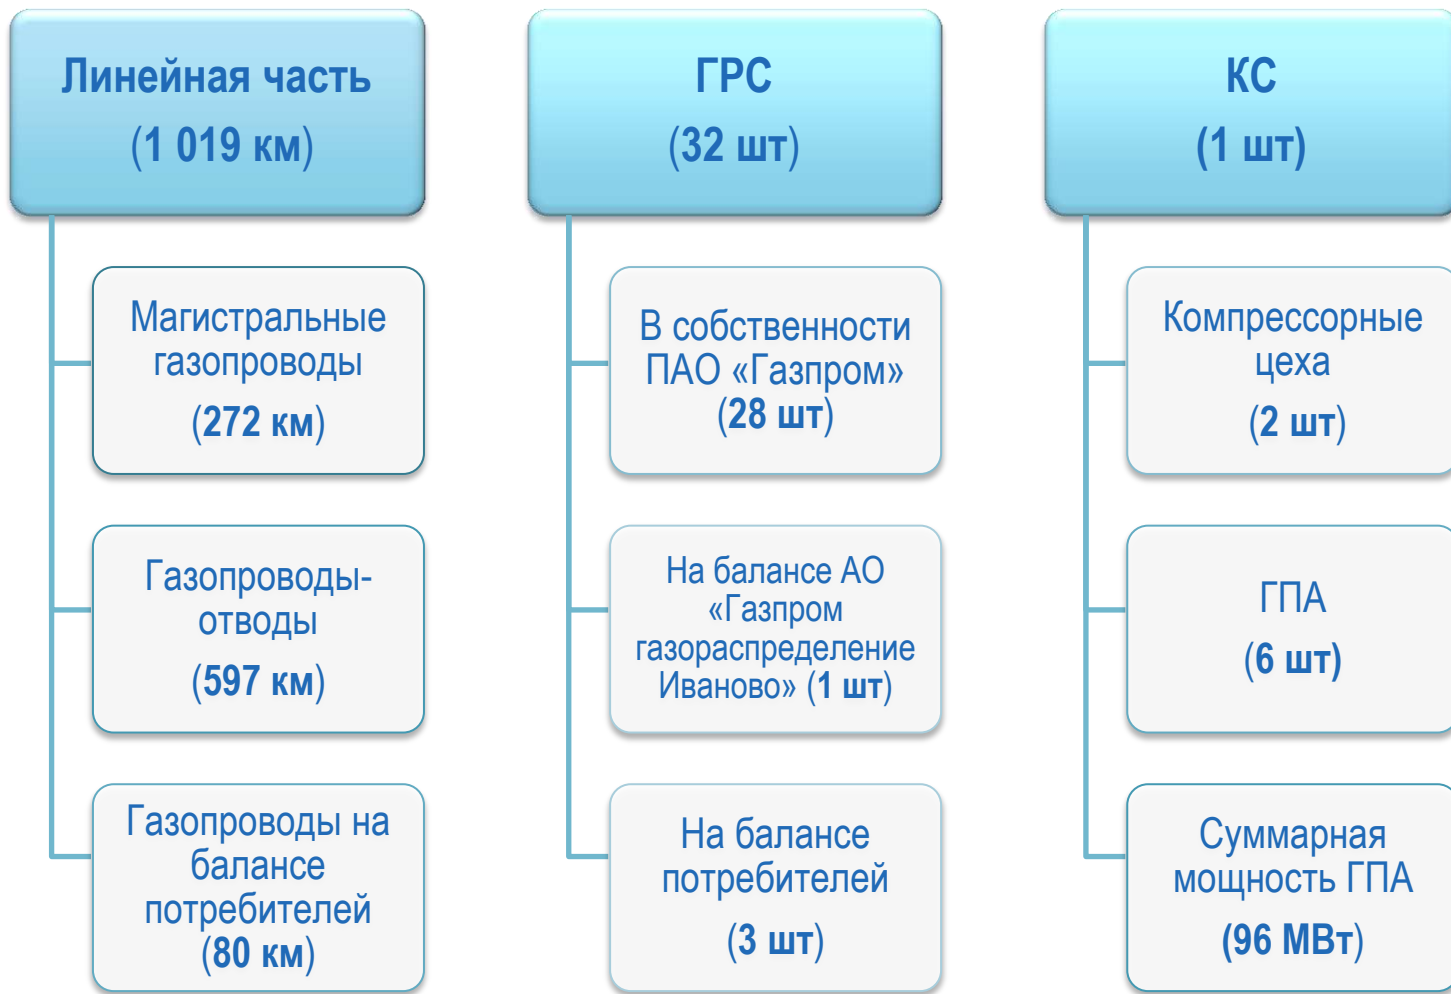 Линейная часть
(1 019 км)
Магистральные
газопроводы
(272 км)
Газопроводы-
отводы
(597 км)
Газопроводы на
балансе
потребителей
(80 км)
ГРС
(32 шт)
В собственности
ПАО «Газпром»
(28 шт)
На балансе АО
«Газпром
газораспределение
Иваново» (1 шт)
На балансе
потребителей
(3 шт)
КС
(1 шт)
Компрессорные
цеха
(2 шт)
ГПА
(6 шт)
Суммарная
мощность ГПА
(96 МВт)